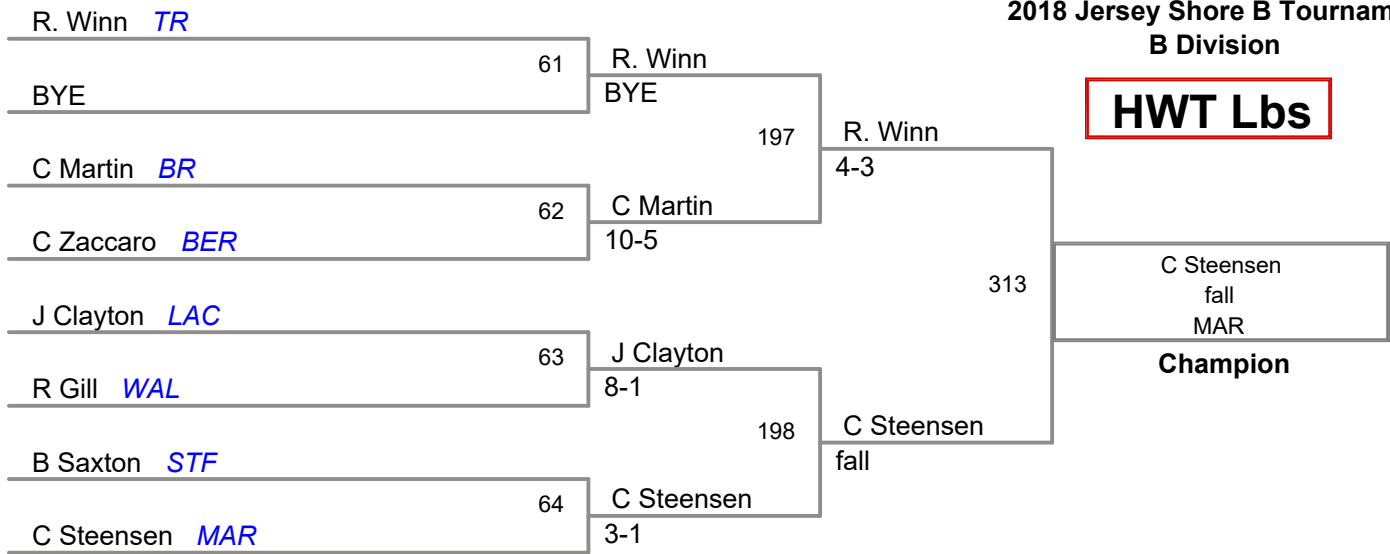 2018 Jersey Shore B Tournam
B Division
HWT Lbs
R. Winn TR
BYE
C Martin BR
C Zaccaro BER
J Clayton LAC
R Gill WAL
B Saxton STF
C Steensen MAR
61
62
63
64
R. Winn
BYE
C Martin
10-5
J Clayton
8-1
C Steensen
3-1
197
198
R. Winn
4-3
C Steensen
fall
313
C Steensen
fall
MAR
Champion